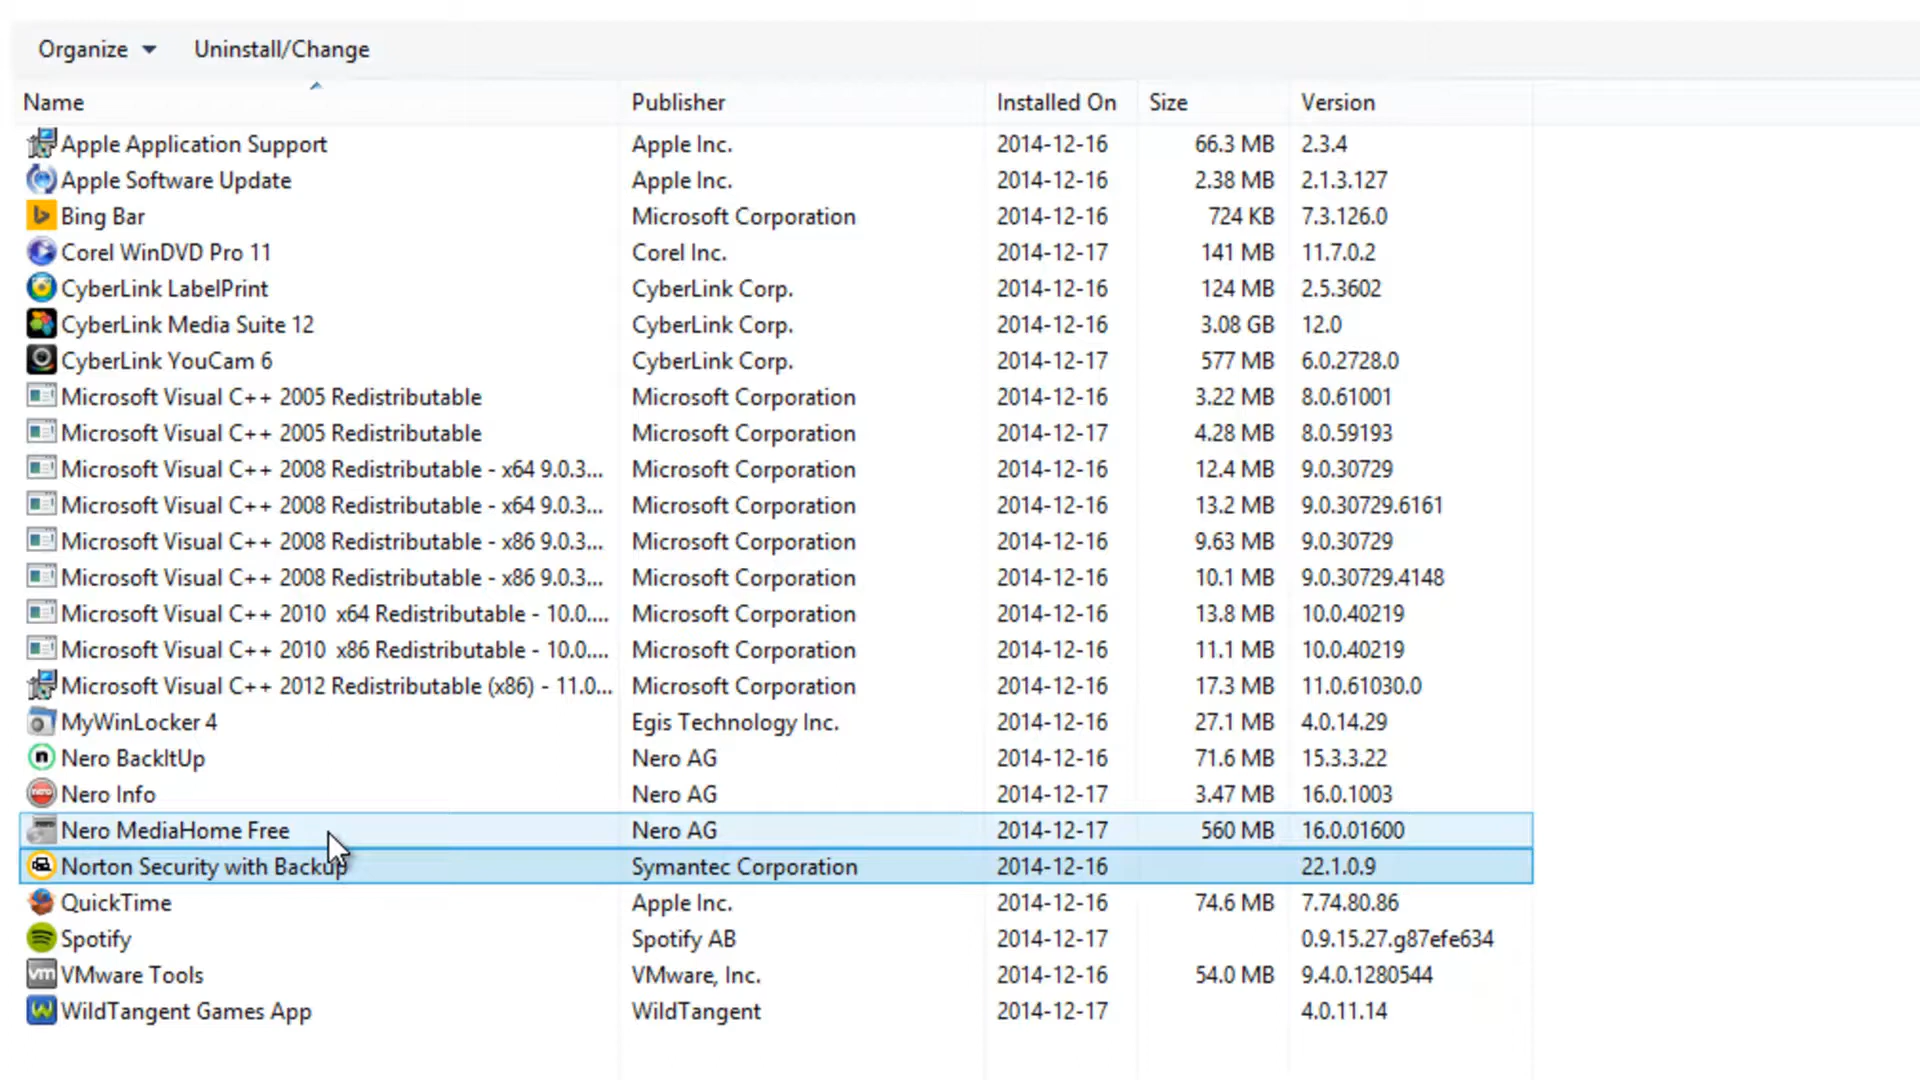 Organize Uninstall/Change
Name Publisher Installed On Size Version
Apple Application Support Apple Inc. 2014-12-16 66.3 MB 2.3.4
Apple Software Update Apple Inc. 2014-12-16 2.38 MB 2.1.3.127
Bing Bar Microsoft Corporation 2014-12-16 724 KB 7.3.126.0
Corel WinDVD Pro 11 Corel Inc. 2014-12-17 141 MB 11.7.0.2
CyberLink LabelPrint CyberLink Corp. 2014-12-16 124 MB 2.5.3602
CyberLink Media Suite 12 CyberLink Corp. 2014-12-16 3.08 GB 12.0
CyberLink YouCam 6 CyberLink Corp. 2014-12-17 577 MB 6.0.2728.0
Microsoft Visual C++ 2005 Redistributable Microsoft Corporation 2014-12-16 3.22 MB 8.0.61001
Microsoft Visual C++ 2005 Redistributable Microsoft Corporation 2014-12-17 4.28 MB 8.0.59193
Microsoft Visual C++ 2008 Redistributable - x64 9.0.3... Microsoft Corporation 2014-12-16 12.4 MB 9.0.30729
Microsoft Visual C++ 2008 Redistributable - x64 9.0.3... Microsoft Corporation 2014-12-16 13.2 MB 9.0.30729.6161
Microsoft Visual C++ 2008 Redistributable - x86 9.0.3... Microsoft Corporation 2014-12-16 9.63 MB 9.0.30729
Microsoft Visual C++ 2008 Redistributable - x86 9.0.3... Microsoft Corporation 2014-12-16 10.1 MB 9.0.30729.4148
Microsoft Visual C++ 2010 x64 Redistributable - 10.0.... Microsoft Corporation 2014-12-16 13.8 MB 10.0.40219
Microsoft Visual C++ 2010 x86 Redistributable - 10.0.... Microsoft Corporation 2014-12-16 11.1 MB 10.0.40219
Microsoft Visual C++ 2012 Redistributable (x86) - 11.0... Microsoft Corporation 2014-12-16 17.3 MB 11.0.61030.0
MyWinLocker 4 Egis Technology Inc. 2014-12-16 27.1 MB 4.0.14.29
Nero BackItUp Nero AG 2014-12-16 71.6 MB 15.3.3.22
Nero Info Nero AG 2014-12-17 3.47 MB 16.0.1003
Nero MediaHome Free Nero AG 2014-12-17 560 MB 16.0.01600
Norton Security with Backup Symantec Corporation 2014-12-16 22.1.0.9
QuickTime Apple Inc. 2014-12-16 74.6 MB 7.74.80.86
Spotify Spotify AB 2014-12-17 0.9.15.27.g87efe634
vm VMware Tools VMware, Inc. 2014-12-16 54.0 MB 9.4.0.1280544
WildTangent Games App WildTangent 2014-12-17 4.0.11.14